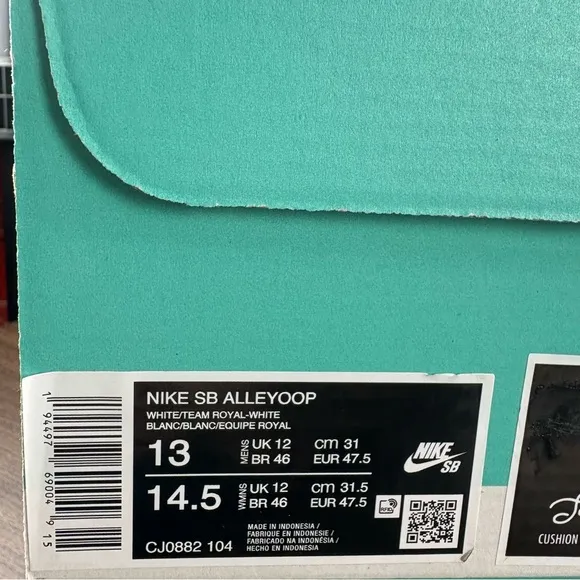 NIKE SB ALLEYOOP
WHITE/TEAM ROYAL-WHITE
BLANC/BLANC/EQUIPE ROYAL
13 MENS UK 12 cm 31
BR 46 EUR 47.5
14.5 WMNS UK 12 cm 31.5
BR 46 EUR 47.5
NIKE
SB
RFID
CJ0882 104
MADE IN INDONESIA /
FABRIQUE EN INDONESIE /
FABRICADO NA INDONÉSIA /
HECHO EN INDONESIA
1 94497 69004 9 15
CUSHION